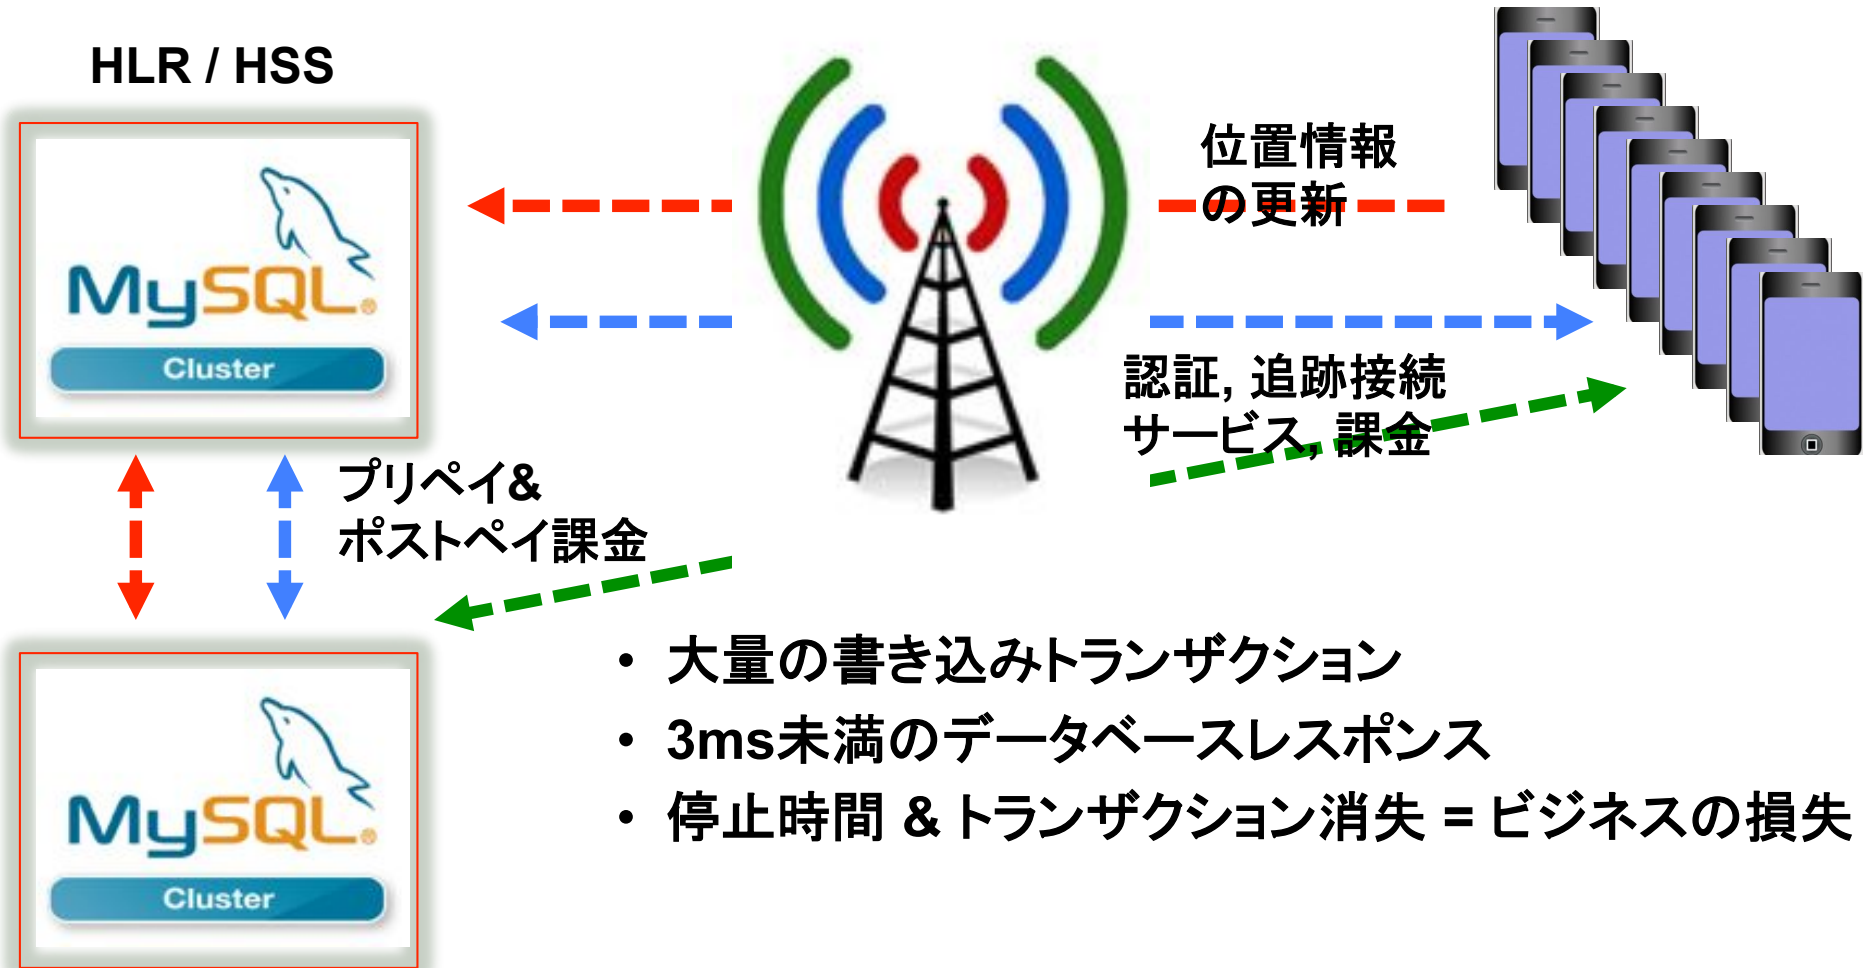 HLR / HSS
MySQL®
Cluster
位置情報
の更新
認証, 追跡接続
サービス, 課金
プリペイ&
ポストペイ課金
MySQL®
Cluster
• 大量の書き込みトランザクション
• 3ms未満のデータベースレスポンス
• 停止時間 & トランザクション消失 = ビジネスの損失